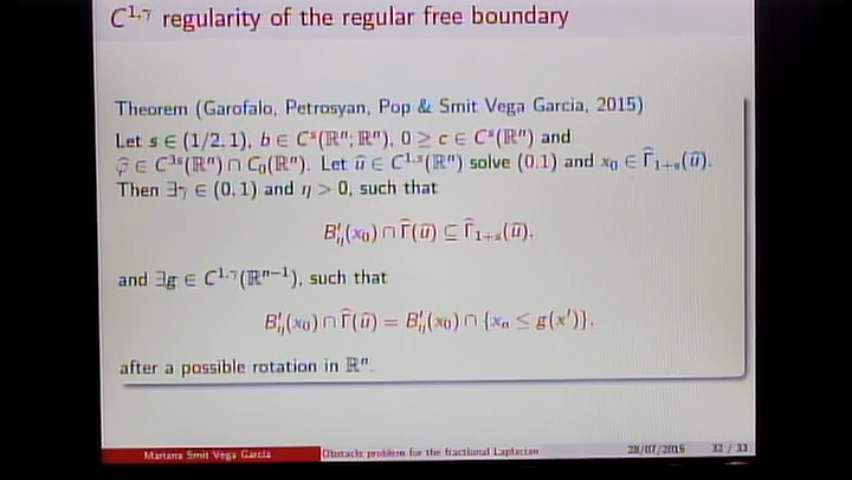 C^{1,γ} regularity of the regular free boundary
Theorem (Garofalo, Petrosyan, Pop & Smit Vega Garcia, 2015)
Let s ∈ (1/2, 1), b ∈ C^s(ℝ^n; ℝ^n), 0 ≥ c ∈ C^s(ℝ^n) and
φ̂ ∈ C^{3s}(ℝ^n) ∩ C_0(ℝ^n). Let û ∈ C^{1,s}(ℝ^n) solve (0.1) and x_0 ∈ Γ̂_{1+s}(û).
Then ∃γ ∈ (0, 1) and η > 0, such that
B'_η(x_0) ∩ Γ̂(û) ⊆ Γ̂_{1+s}(û),
and ∃g ∈ C^{1,γ}(ℝ^{n−1}), such that
B'_η(x_0) ∩ Γ̂(û) = B'_η(x_0) ∩ {x_n ≤ g(x')},
after a possible rotation in ℝ^n.
Mariana Smit Vega Garcia Obstacle problem for the fractional Laplacian 28/07/2015 32 / 33